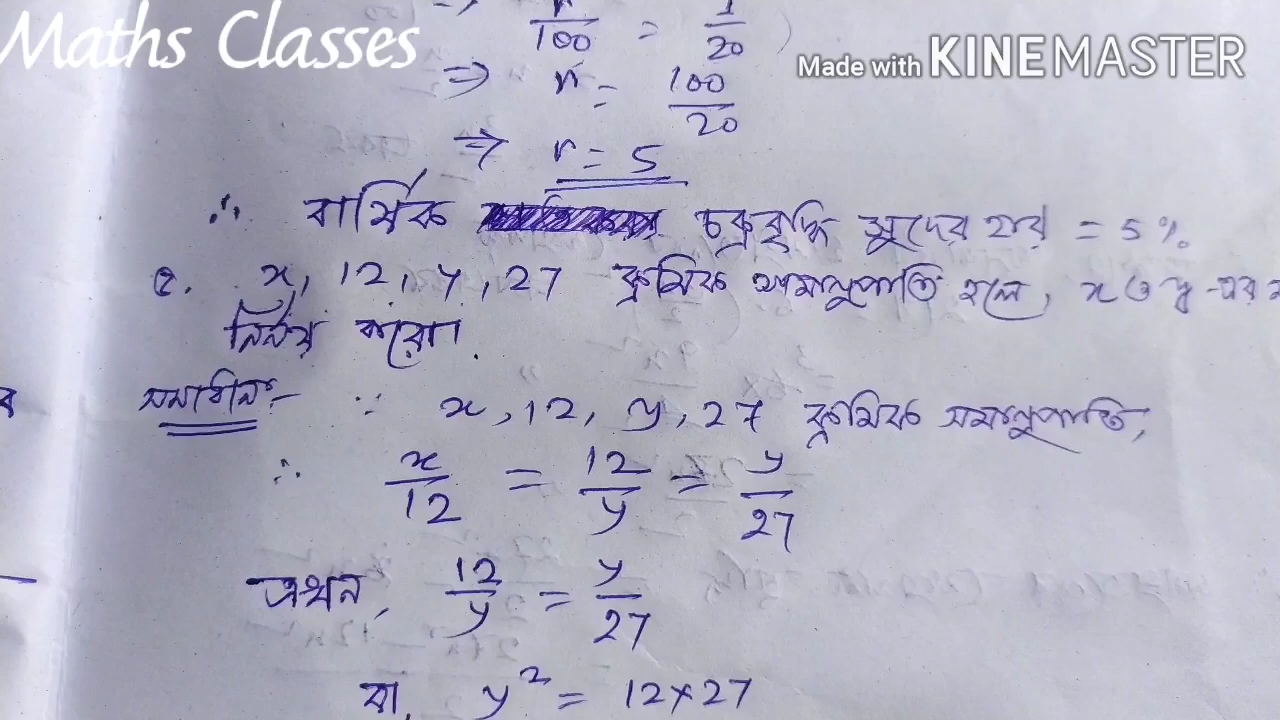 Maths Classes
Made with KINEMASTER
⇒ r/100 = 1/20
⇒ r = 100/20
⇒ r = 5
∴ বার্ষিক চক্রবৃদ্ধি সুদের হার = 5%.
৫. x, 12, y, 27 ক্রমিক সমানুপাতি হলে, x ও y -এর
নির্ণয় করো।
সমাধান:- ∵ x, 12, y, 27 ক্রমিক সমানুপাতি,
∴ x/12 = 12/y = y/27
এখন, 12/y = y/27
বা, y² = 12×27